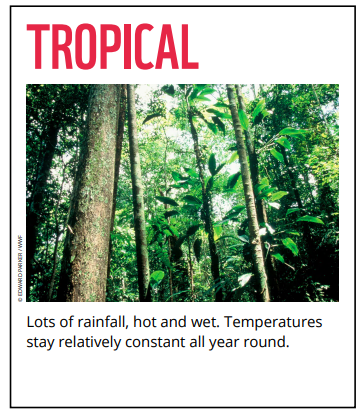 TROPICAL
© EDWARD PARKER / WWF
Lots of rainfall, hot and wet. Temperatures
stay relatively constant all year round.